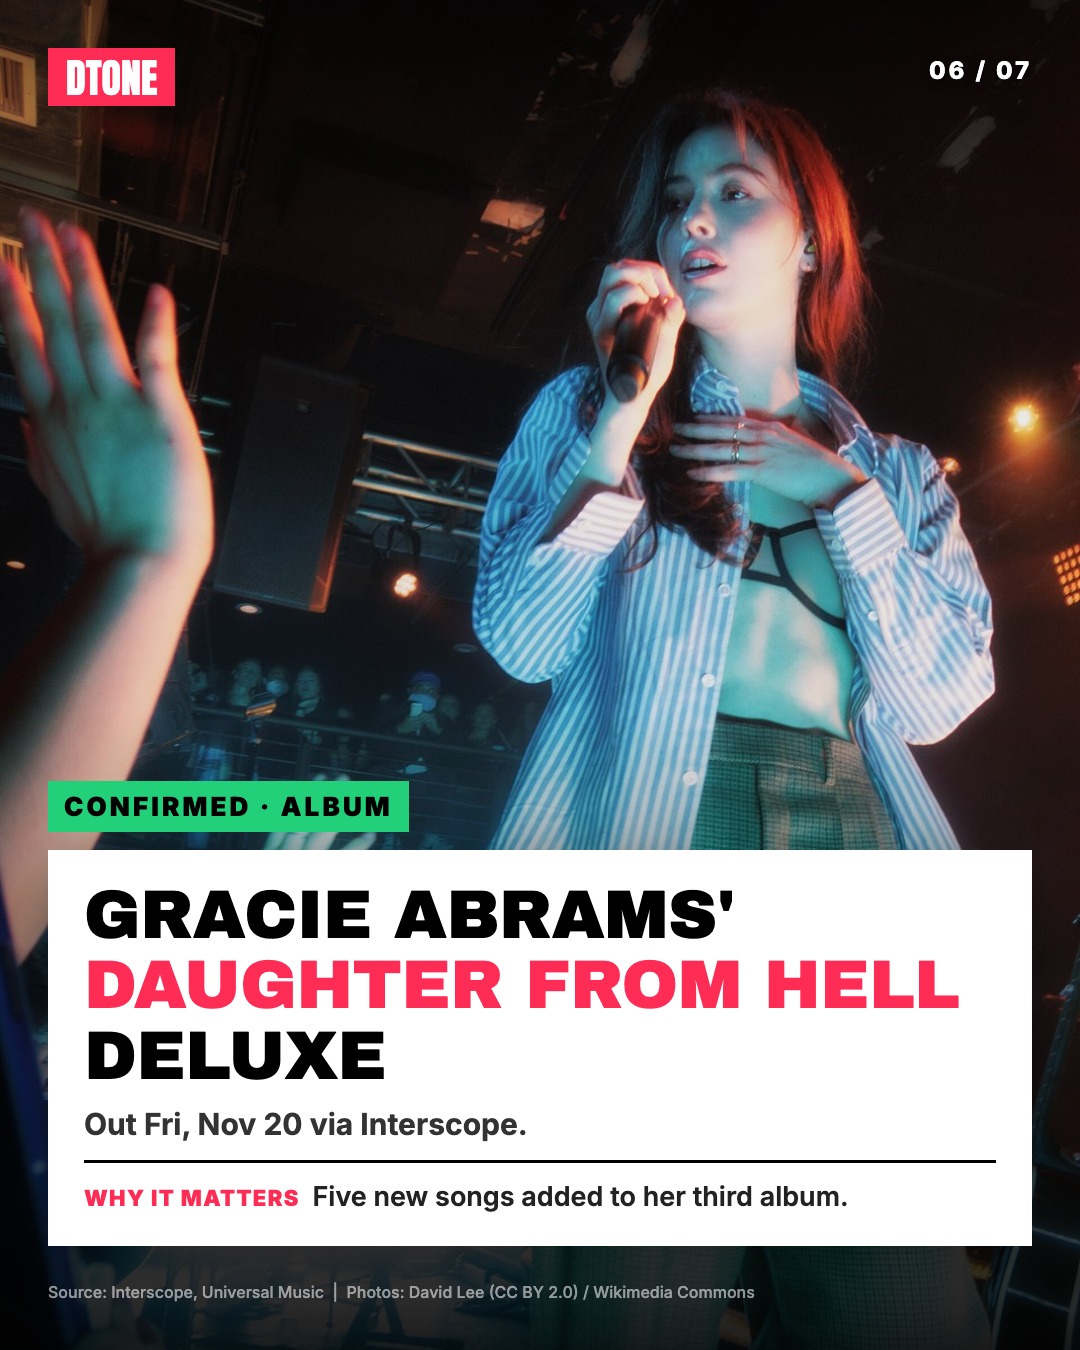 DTONE
06 / 07
CONFIRMED · ALBUM
GRACIE ABRAMS'
DAUGHTER FROM HELL
DELUXE
Out Fri, Nov 20 via Interscope.
WHY IT MATTERS Five new songs added to her third album.
Source: Interscope, Universal Music | Photos: David Lee (CC BY 2.0) / Wikimedia Commons